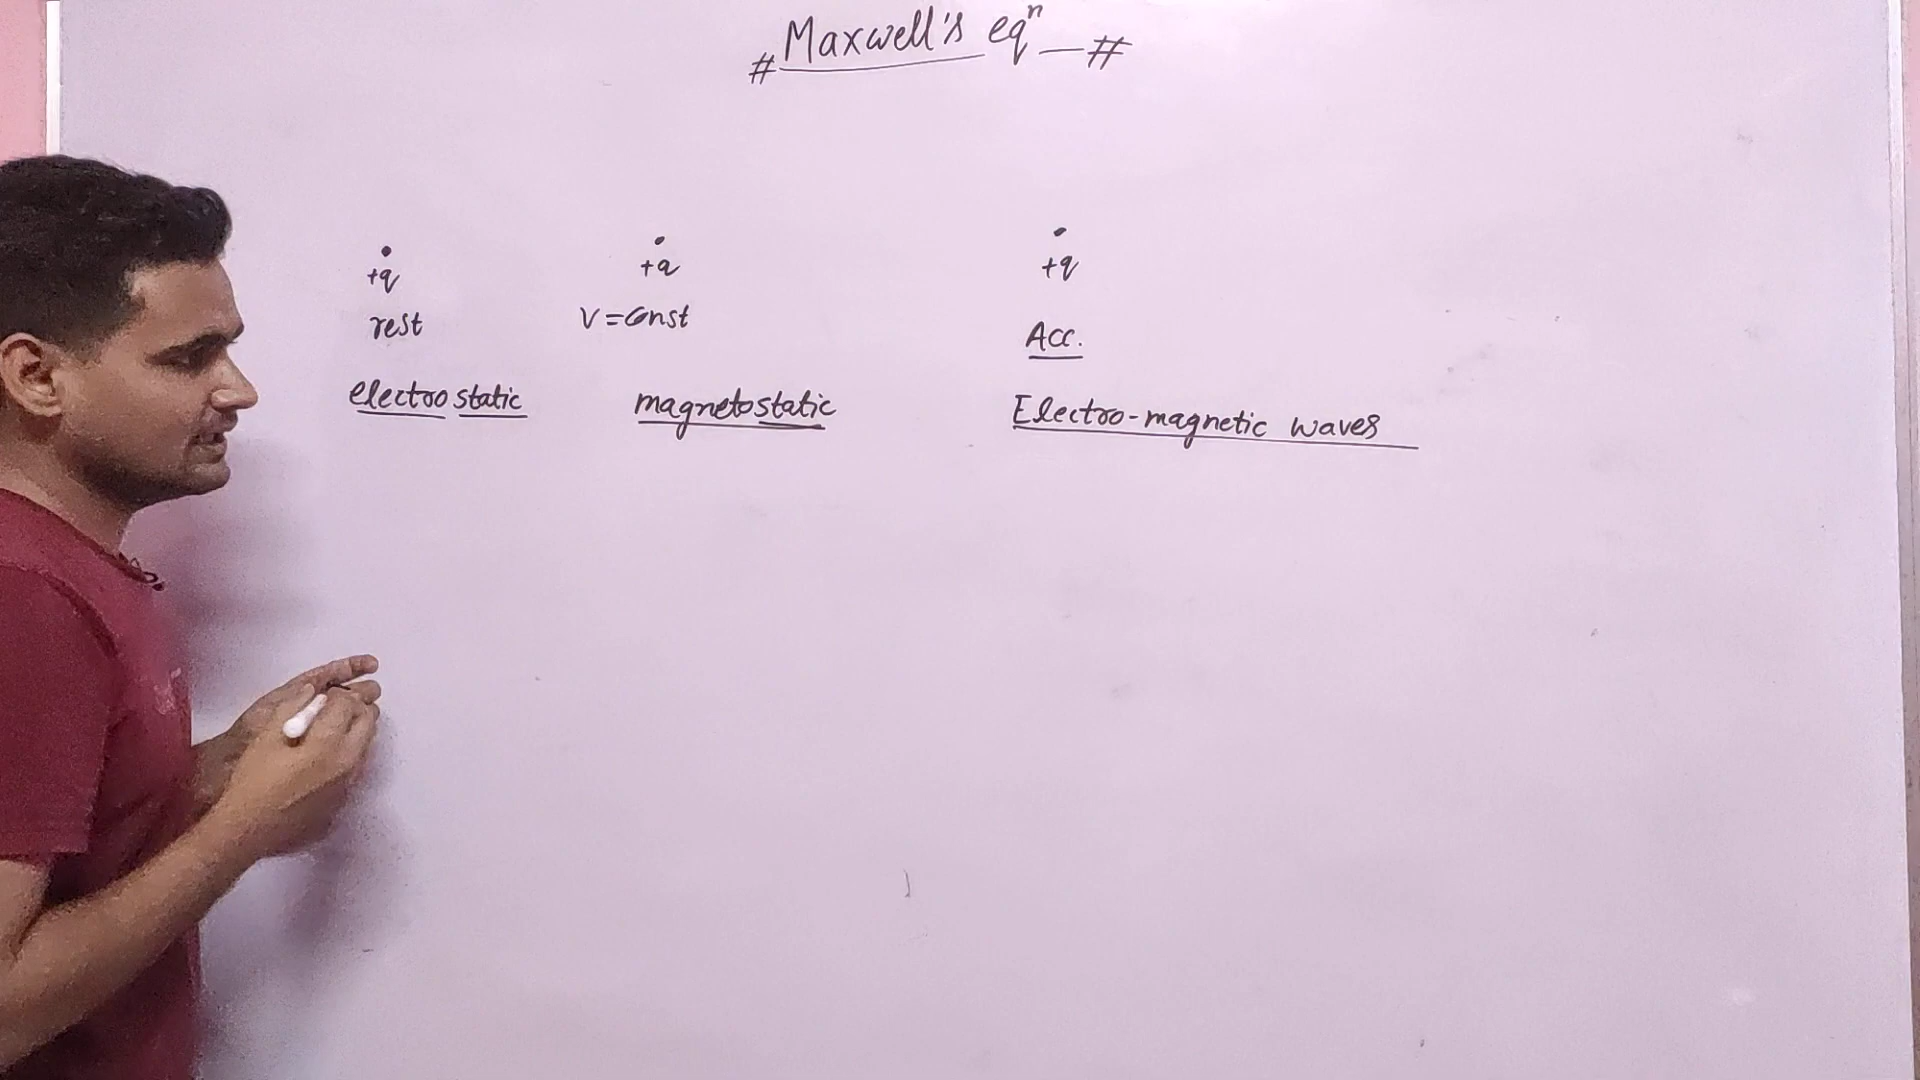 # Maxwell's eqⁿ —#
+q
rest
electrostatic
+q
V=Const
magnetostatic
+q
Acc.
Electro-magnetic waves